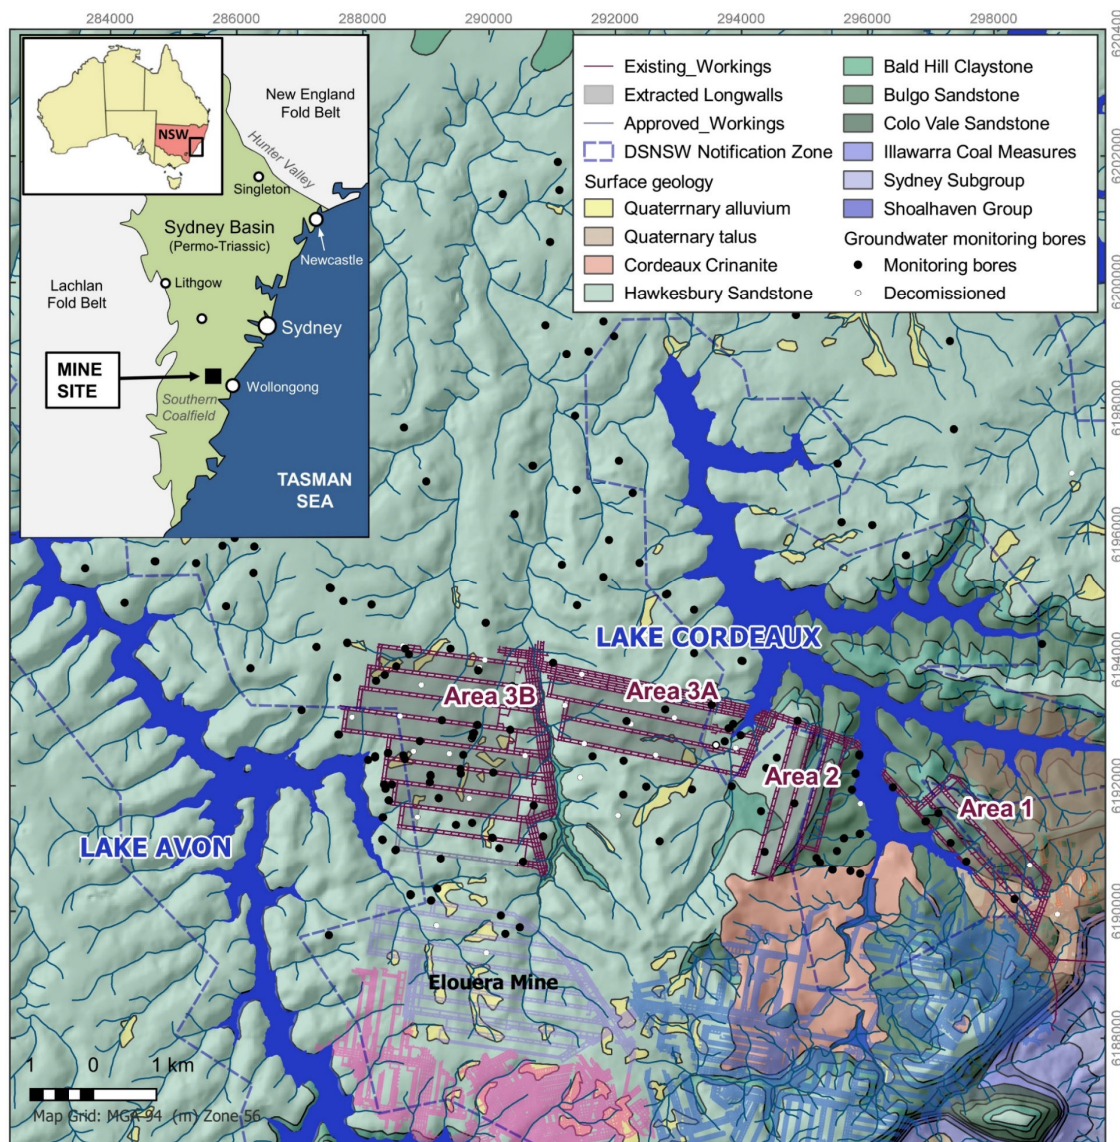 284000
286000
288000
290000
292000
294000
296000
298000
6204000
6202000
6200000
6198000
6196000
6194000
6192000
6190000
6188000
NSW
New England
Fold Belt
Hunter Valley
Singleton
Sydney Basin
(Permo-Triassic)
Newcastle
Lachlan
Fold Belt
Lithgow
Sydney
MINE
SITE
Wollongong
Southern
Coalfield
TASMAN
SEA
Existing_Workings
Extracted Longwalls
Approved_Workings
DSNSW Notification Zone
Surface geology
Quaterrnary alluvium
Quaternary talus
Cordeaux Crinanite
Hawkesbury Sandstone
Bald Hill Claystone
Bulgo Sandstone
Colo Vale Sandstone
Illawarra Coal Measures
Sydney Subgroup
Shoalhaven Group
Groundwater monitoring bores
Monitoring bores
Decomissioned
LAKE CORDEAUX
Area 3B
Area 3A
Area 2
Area 1
LAKE AVON
Elouera Mine
1 0 1 km
Map Grid: MGA 94 (m) Zone 56